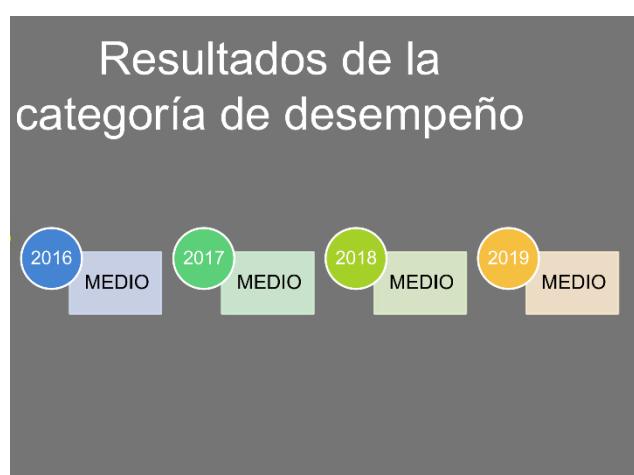 Resultados de la
categoría de desempeño
2016
MEDIO
2017
MEDIO
2018
MEDIO
2019
MEDIO